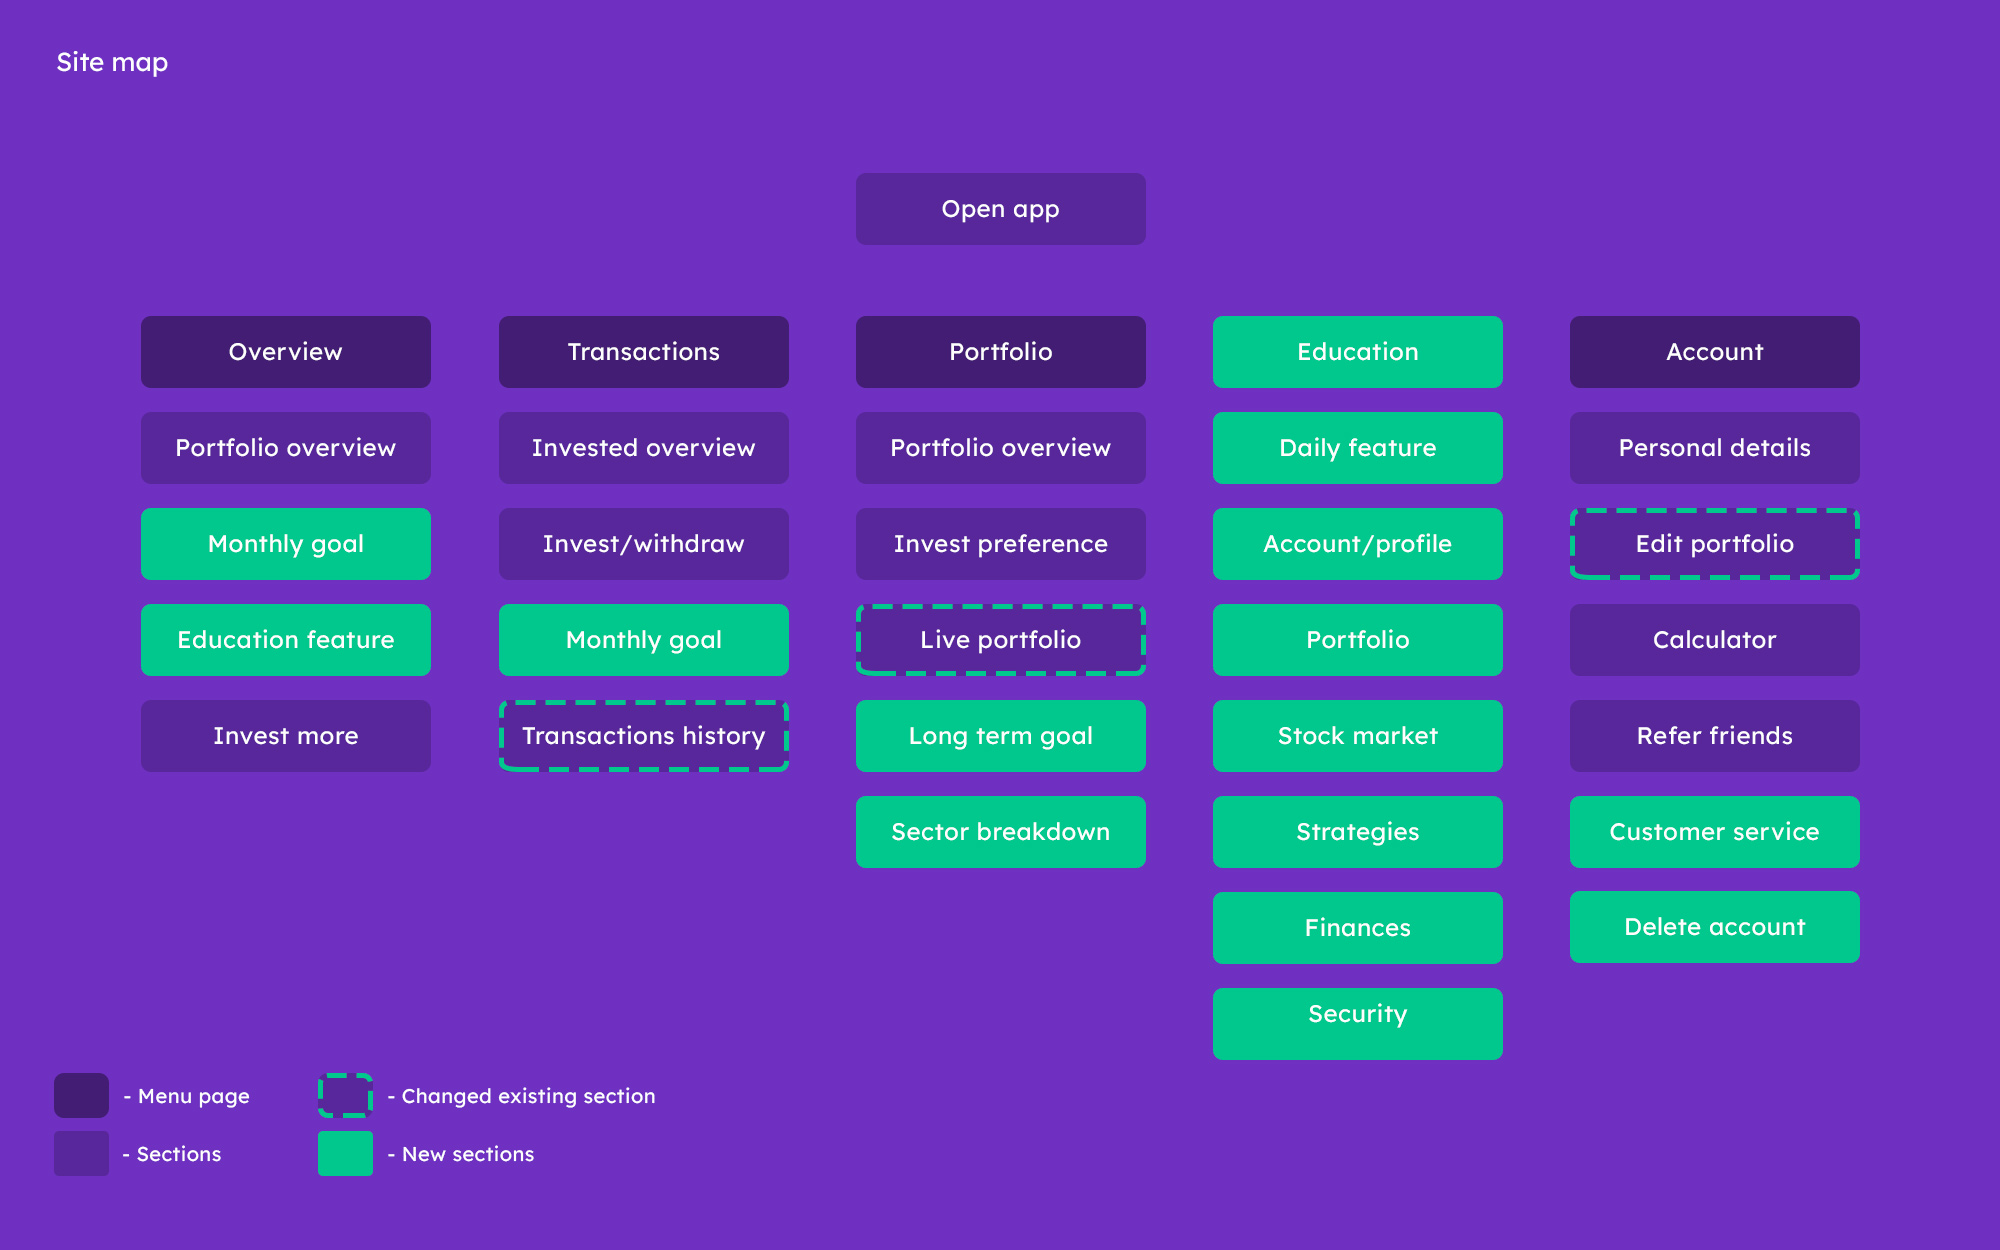 Site map
Open app
Overview
Transactions
Portfolio
Education
Account
Portfolio overview
Invested overview
Portfolio overview
Daily feature
Personal details
Monthly goal
Invest/withdraw
Invest preference
Account/profile
Edit portfolio
Education feature
Monthly goal
Live portfolio
Portfolio
Calculator
Invest more
Transactions history
Long term goal
Stock market
Refer friends
Sector breakdown
Strategies
Customer service
Finances
Delete account
Security
- Menu page
- Changed existing section
- Sections
- New sections